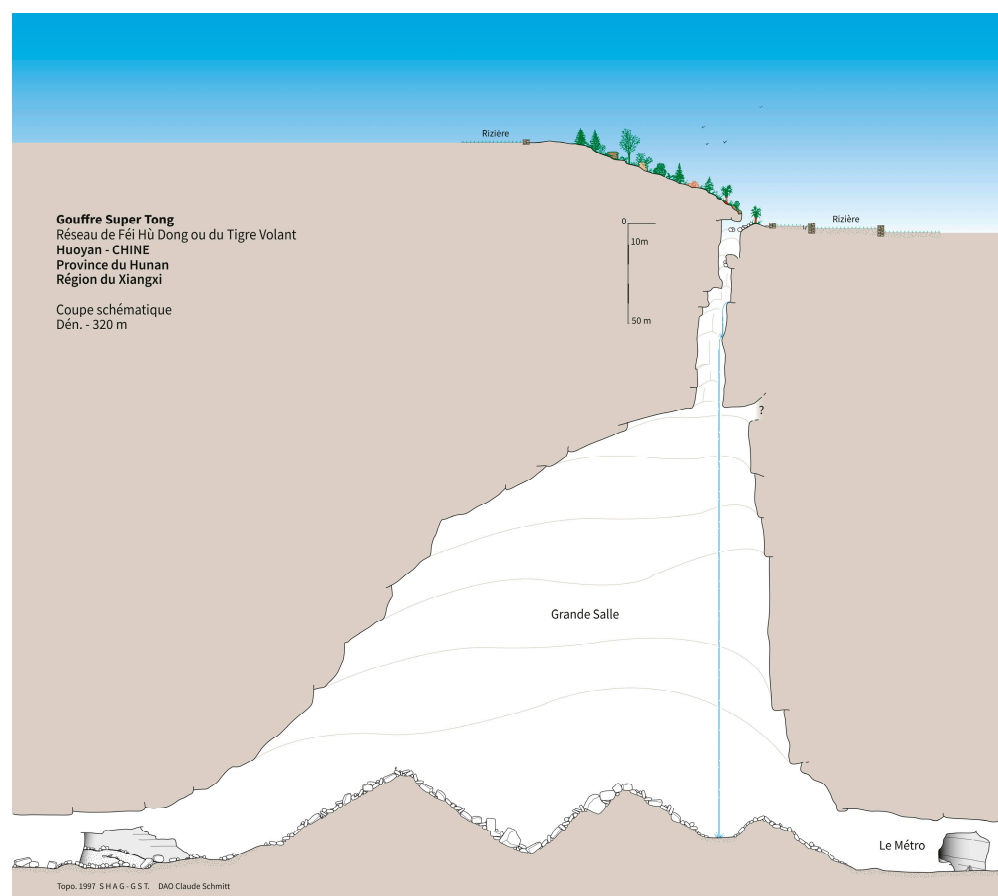 Rizière
Gouffre Super Tong
Réseau de Féi Hù Dong ou du Tigre Volant
Huoyan - CHINE
Province du Hunan
Région du Xiangxi
Coupe schématique
Dén. - 320 m
0
10m
50 m
Rizière
?
Grande Salle
Le Métro
Topo. 1997 S H A G - G S T. DAO Claude Schmitt